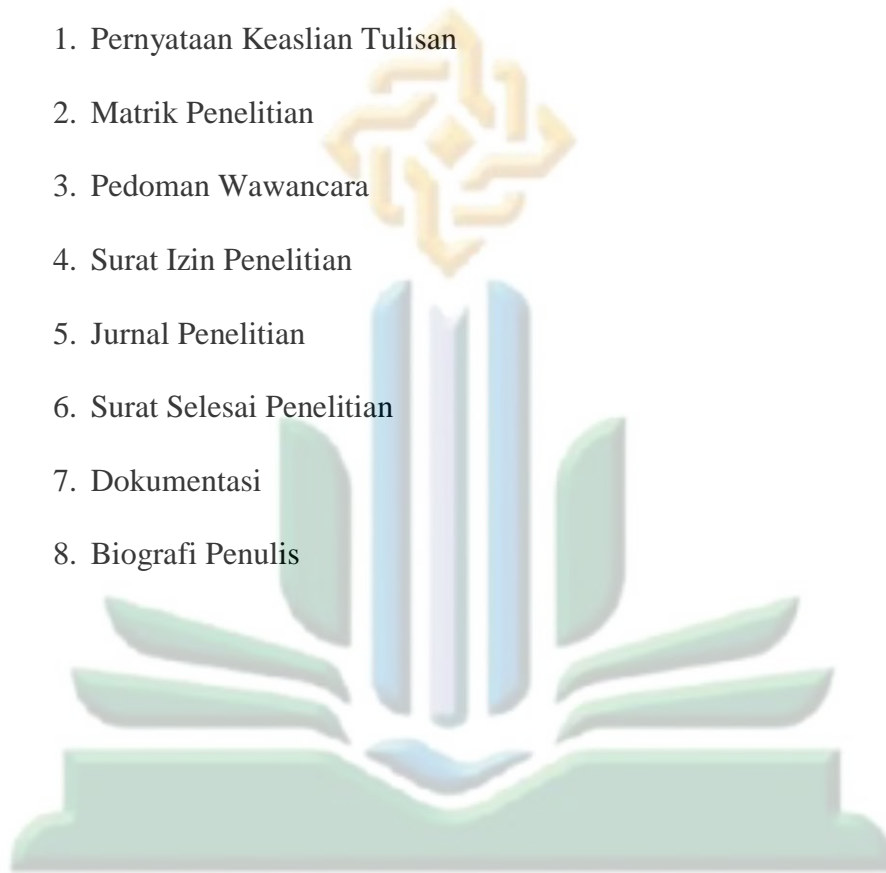 1. Pernyataan Keaslian Tulisan
2. Matrik Penelitian
3. Pedoman Wawancara
4. Surat Izin Penelitian
5. Jurnal Penelitian
6. Surat Selesai Penelitian
7. Dokumentasi
8. Biografi Penulis